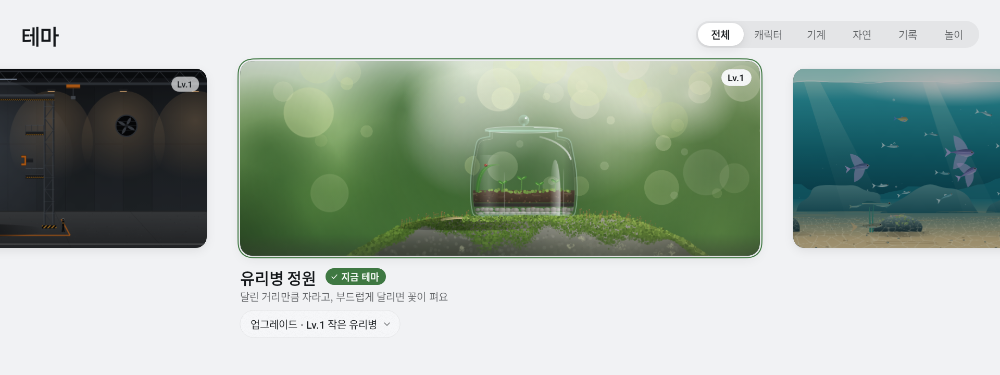 테마
전체 캐릭터 기계 자연 기록 놀이
Lv.1
Lv.1
유리병 정원 지금 테마
달린 거리만큼 자라고, 부드럽게 달리면 꽃이 펴요
업그레이드 · Lv.1 작은 유리병